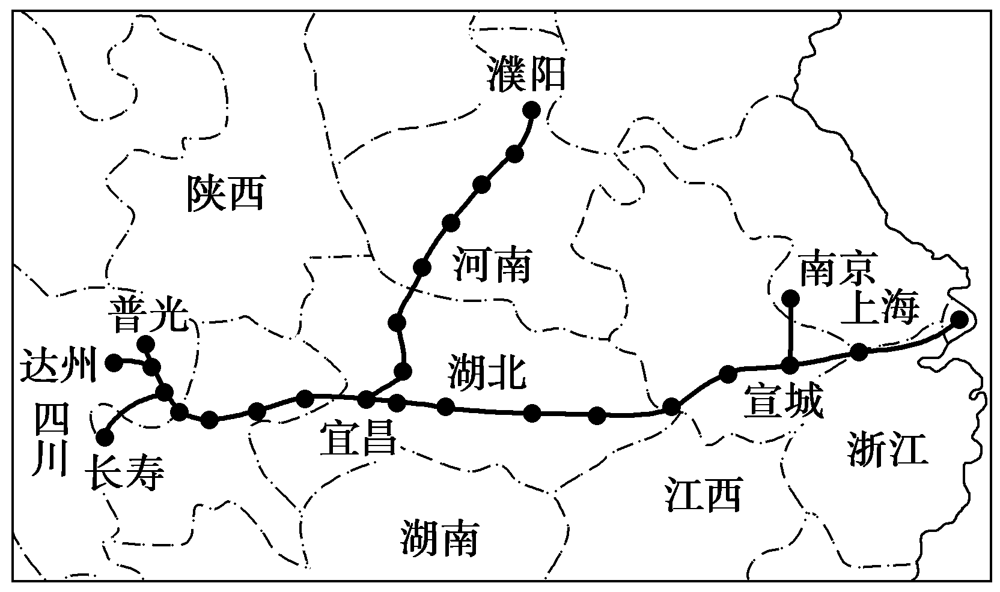 濮阳
陕西
河南
南京
上海
普光
达州
湖北
宣城
四川
宜昌
浙江
长寿
江西
湖南